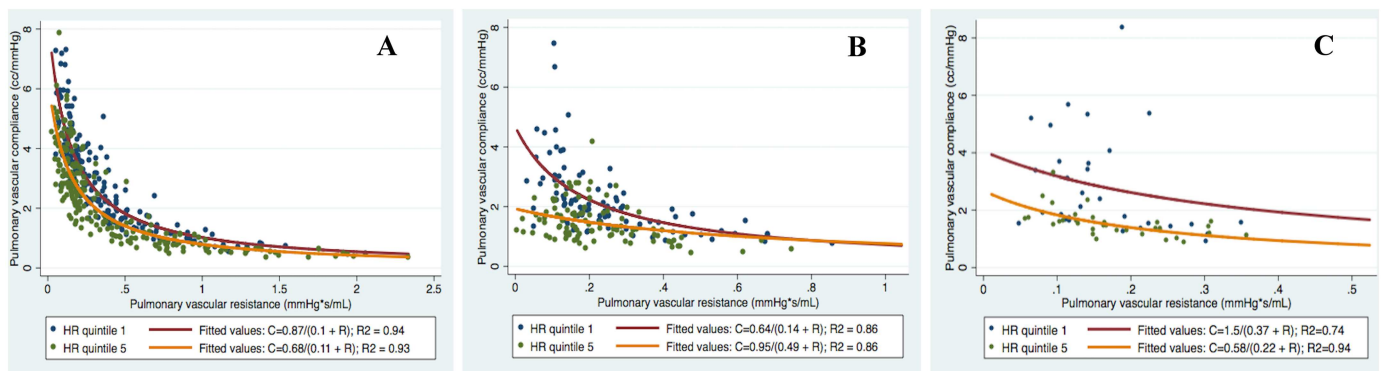 A
Pulmonary vascular compliance (cc/mmHg)
8
6
4
2
0
0
.5
1
1.5
2
2.5
Pulmonary vascular resistance (mmHg*s/mL)
HR quintile 1
Fitted values: C=0.87/(0.1 + R); R2 = 0.94
HR quintile 5
Fitted values: C=0.68/(0.11 + R); R2 = 0.93
B
Pulmonary vascular compliance (cc/mmHg)
8
6
4
2
0
0
.2
.4
.6
.8
1
Pulmonary vascular resistance (mmHg*s/mL)
HR quintile 1
Fitted values: C=0.64/(0.14 + R); R2 = 0.86
HR quintile 5
Fitted values: C=0.95/(0.49 + R); R2 = 0.86
C
Pulmonary vascular compliance (cc/mmHg)
8
6
4
2
0
0
.1
.2
.3
.4
.5
Pulmonary vascular resistance (mmHg*s/mL)
HR quintile 1
Fitted values: C=1.5/(0.37 + R); R2=0.74
HR quintile 5
Fitted values: C=0.58/(0.22 + R); R2=0.94